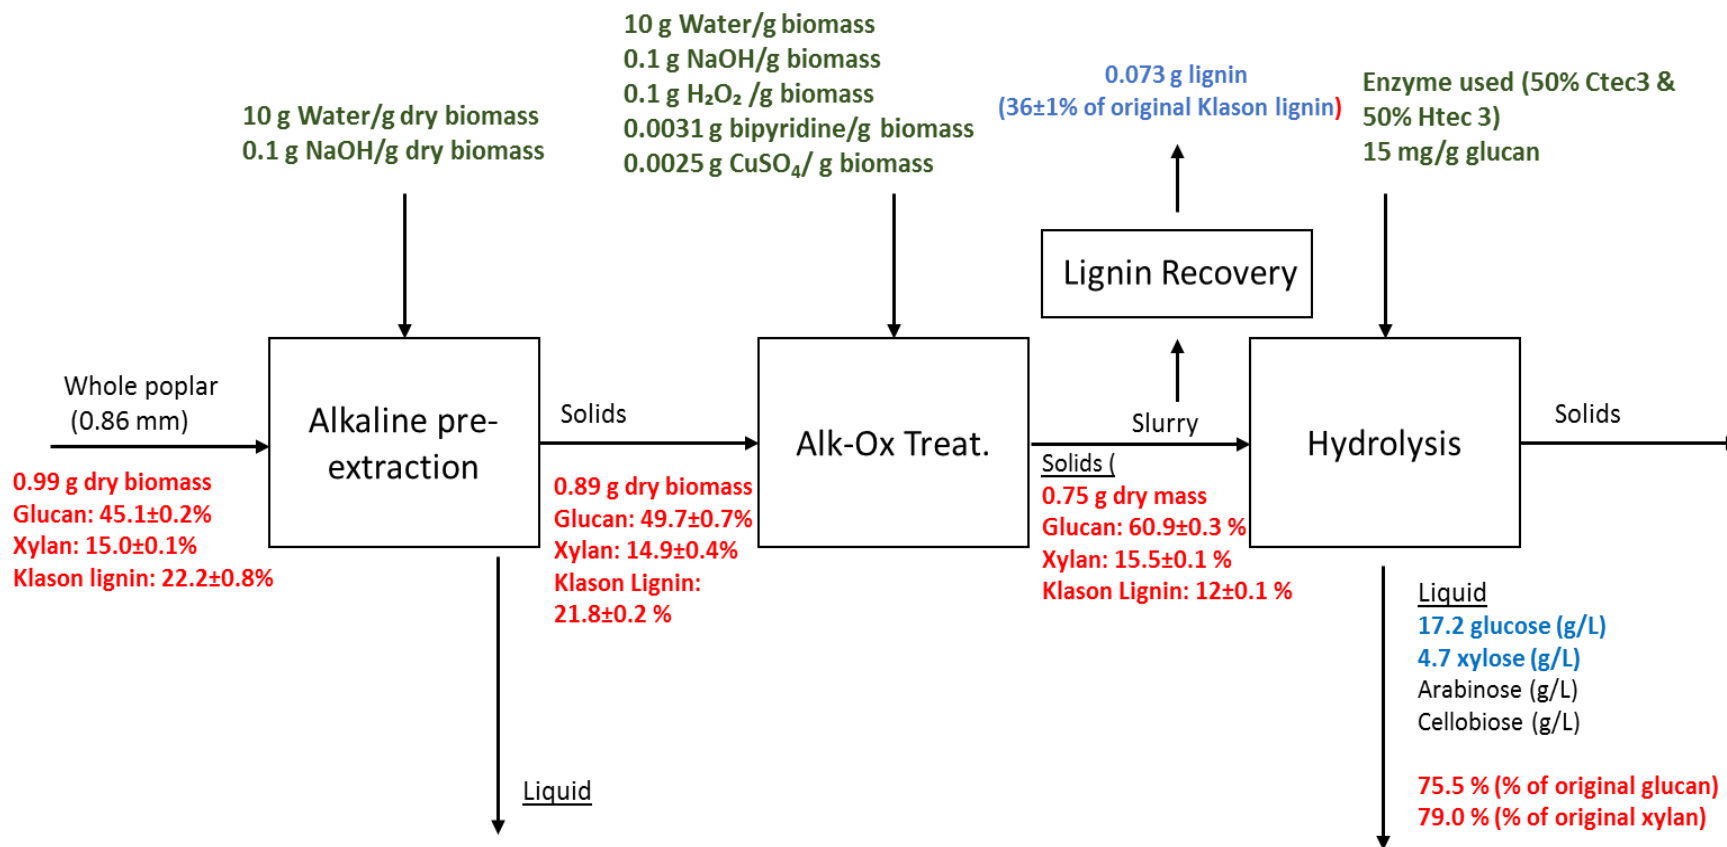 10 g Water/g dry biomass
0.1 g NaOH/g dry biomass
10 g Water/g biomass
0.1 g NaOH/g biomass
0.1 g H₂O₂ /g biomass
0.0031 g bipyridine/g biomass
0.0025 g CuSO₄/ g biomass
0.073 g lignin
(36±1% of original Klason lignin)
Enzyme used (50% Ctec3 &
50% Htec 3)
15 mg/g glucan
Lignin Recovery
Whole poplar
(0.86 mm)
0.99 g dry biomass
Glucan: 45.1±0.2%
Xylan: 15.0±0.1%
Klason lignin: 22.2±0.8%
Alkaline pre-
extraction
Solids
0.89 g dry biomass
Glucan: 49.7±0.7%
Xylan: 14.9±0.4%
Klason Lignin:
21.8±0.2 %
Alk-Ox Treat.
Slurry
Solids (
0.75 g dry mass
Glucan: 60.9±0.3 %
Xylan: 15.5±0.1 %
Klason Lignin: 12±0.1 %
Hydrolysis
Solids
Liquid
Liquid
17.2 glucose (g/L)
4.7 xylose (g/L)
Arabinose (g/L)
Cellobiose (g/L)
75.5 % (% of original glucan)
79.0 % (% of original xylan)